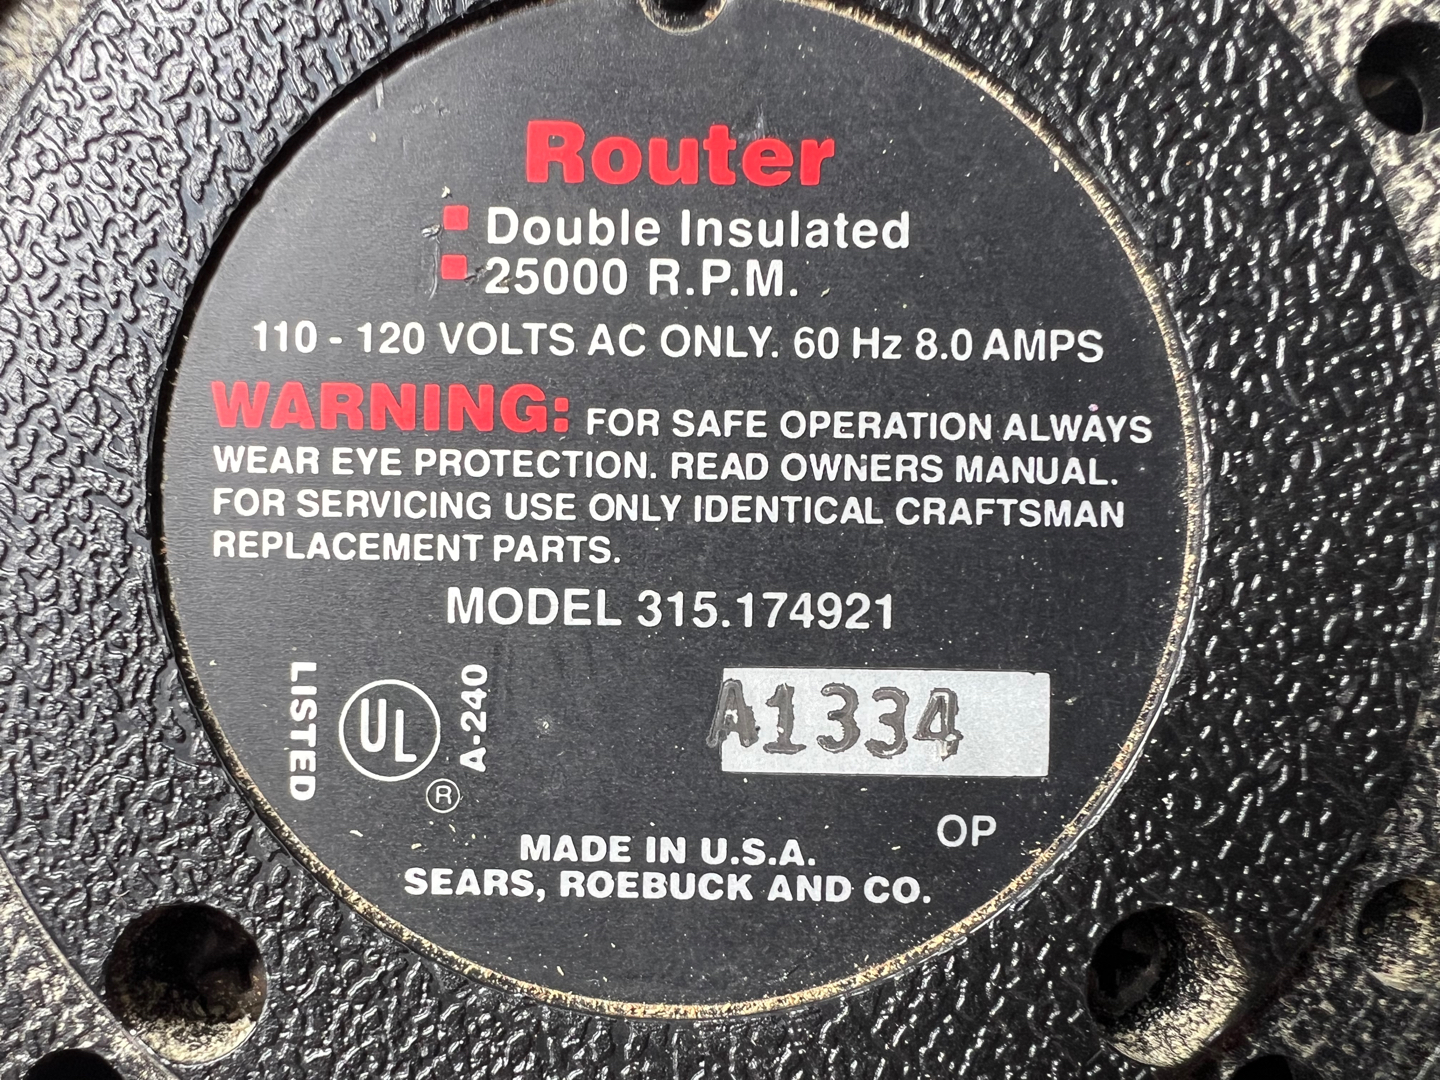 Router
Double Insulated
25000 R.P.M.
110 - 120 VOLTS AC ONLY. 60 Hz 8.0 AMPS
WARNING: FOR SAFE OPERATION ALWAYS
WEAR EYE PROTECTION. READ OWNERS MANUAL.
FOR SERVICING USE ONLY IDENTICAL CRAFTSMAN
REPLACEMENT PARTS.
MODEL 315.174921
LISTED
UL
®
A-240
A1334
OP
MADE IN U.S.A.
SEARS, ROEBUCK AND CO.